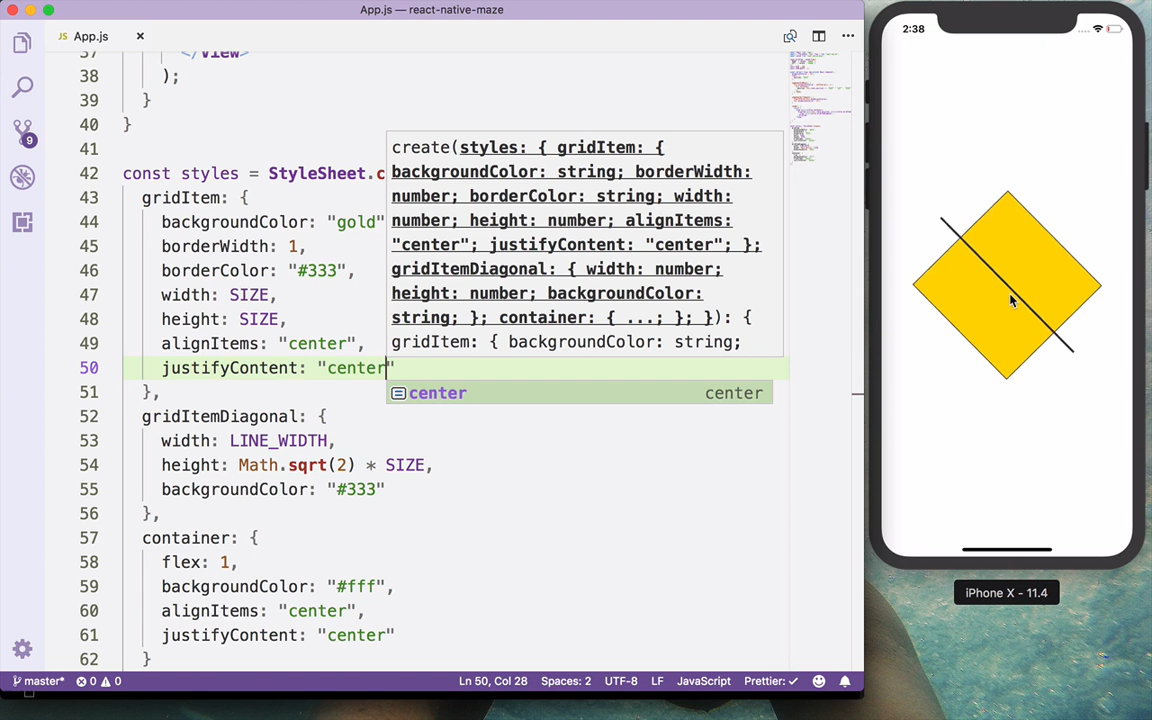 App.js — react-native-maze
JS App.js ×
37 </View>
38 );
39 }
40 }
41
42 const styles = StyleSheet.c
43 gridItem: {
44 backgroundColor: "gold"
45 borderWidth: 1,
46 borderColor: "#333",
47 width: SIZE,
48 height: SIZE,
49 alignItems: "center",
50 justifyContent: "center"
51 },
52 gridItemDiagonal: {
53 width: LINE_WIDTH,
54 height: Math.sqrt(2) * SIZE,
55 backgroundColor: "#333"
56 },
57 container: {
58 flex: 1,
59 backgroundColor: "#fff",
60 alignItems: "center",
61 justifyContent: "center"
62 }
create(styles: { gridItem: {
backgroundColor: string; borderWidth:
number; borderColor: string; width:
number; height: number; alignItems:
"center"; justifyContent: "center"; };
gridItemDiagonal: { width: number;
height: number; backgroundColor:
string; }; container: { ...; }; }): {
gridItem: { backgroundColor: string;
center center
9
master* 0 0 Ln 50, Col 28 Spaces: 2 UTF-8 LF JavaScript Prettier: ✓
2:38
iPhone X - 11.4